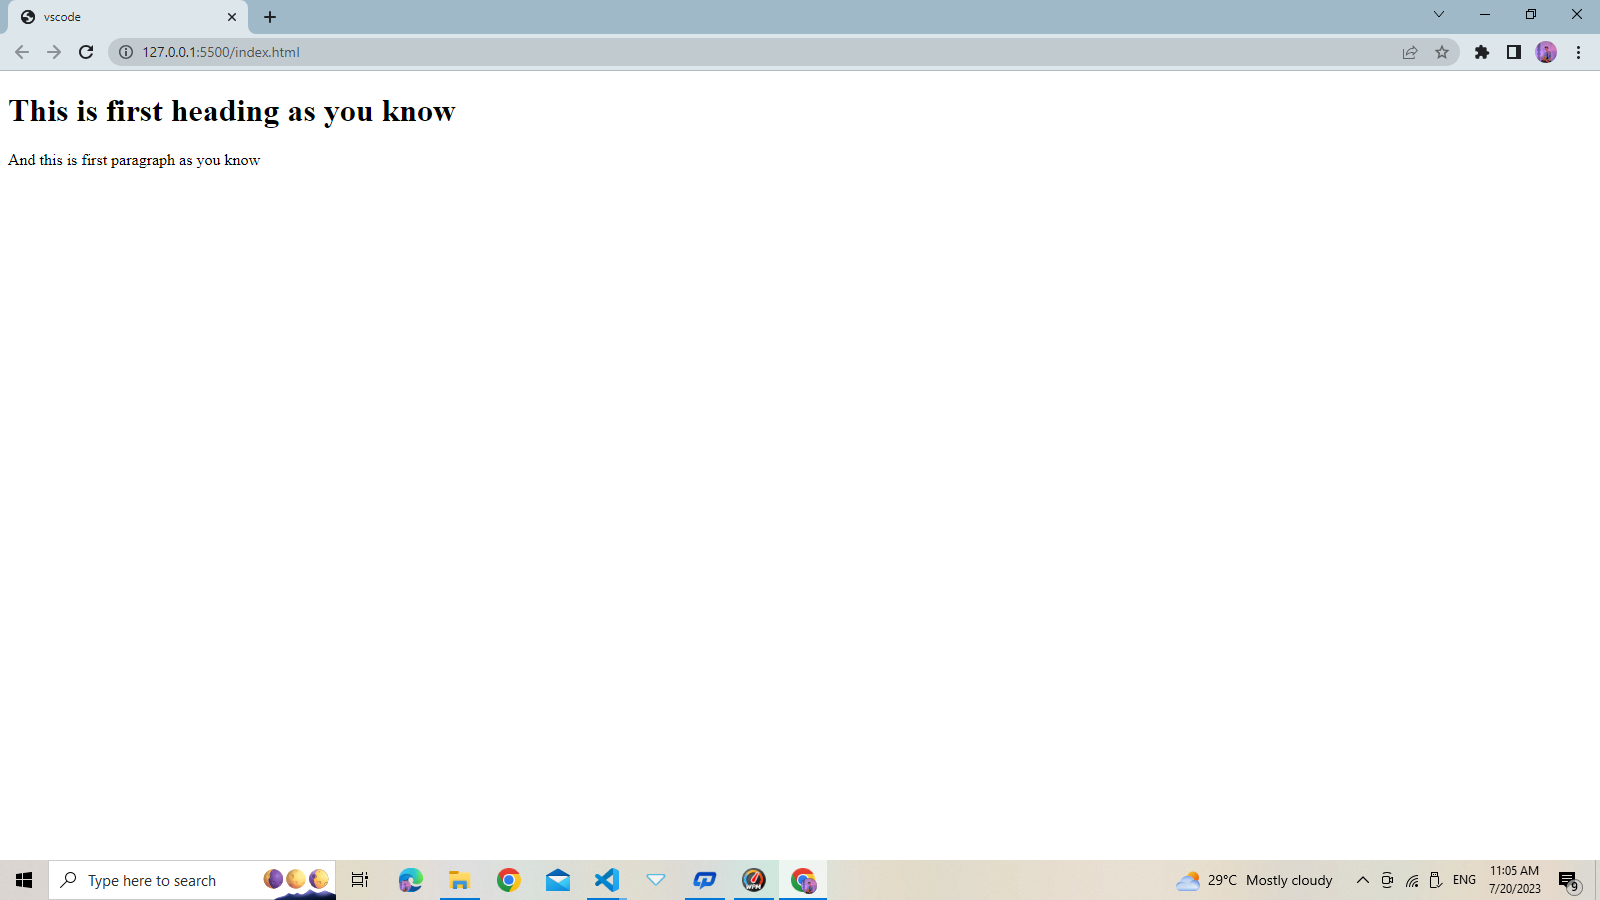 vscode
127.0.0.1:5500/index.html
This is first heading as you know
And this is first paragraph as you know
Type here to search
WPM
29°C Mostly cloudy
ENG
11:05 AM
7/20/2023
9